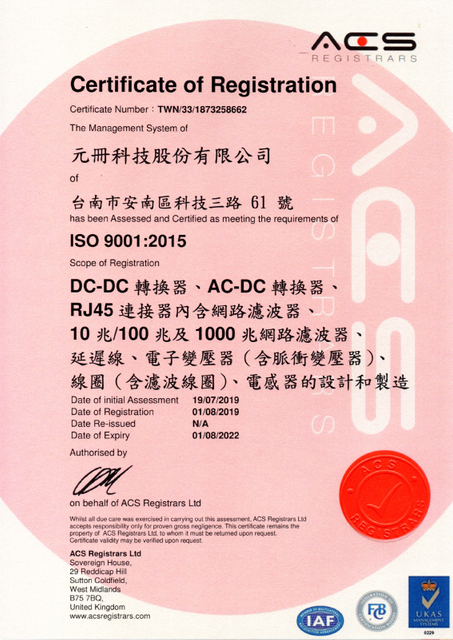 ACS
REGISTRARS
Certificate of Registration
Certificate Number : TWN/33/1873258662
The Management System of
元冊科技股份有限公司
of
台南市安南區科技三路 61 號
has been Assessed and Certified as meeting the requirements of
ISO 9001:2015
Scope of Registration
DC-DC 轉換器、AC-DC 轉換器、
RJ45 連接器內含網路濾波器、
10 兆/100 兆及 1000 兆網路濾波器、
延遲線、電子變壓器（含脈衝變壓器）、
線圈（含濾波線圈）、電感器的設計和製造
Date of initial Assessment 19/07/2019
Date of Registration 01/08/2019
Date Re-issued N/A
Date of Expiry 01/08/2022
Authorised by
on behalf of ACS Registrars Ltd
Whilst all due care was exercised in carrying out this assessment, ACS Registrars Ltd
accepts responsibility only for proven gross negligence. This certificate remains the
property of ACS Registrars Ltd, to whom it must be returned upon request.
Certificate validity may be verified upon request.
ACS Registrars Ltd
Sovereign House,
29 Reddicap Hill
Sutton Coldfield,
West Midlands
B75 7BQ,
United Kingdom
www.acsregistrars.com
ACS
REGISTRARS
ACS
REGISTRARS
IAF
UKAS
MANAGEMENT
SYSTEMS
0329